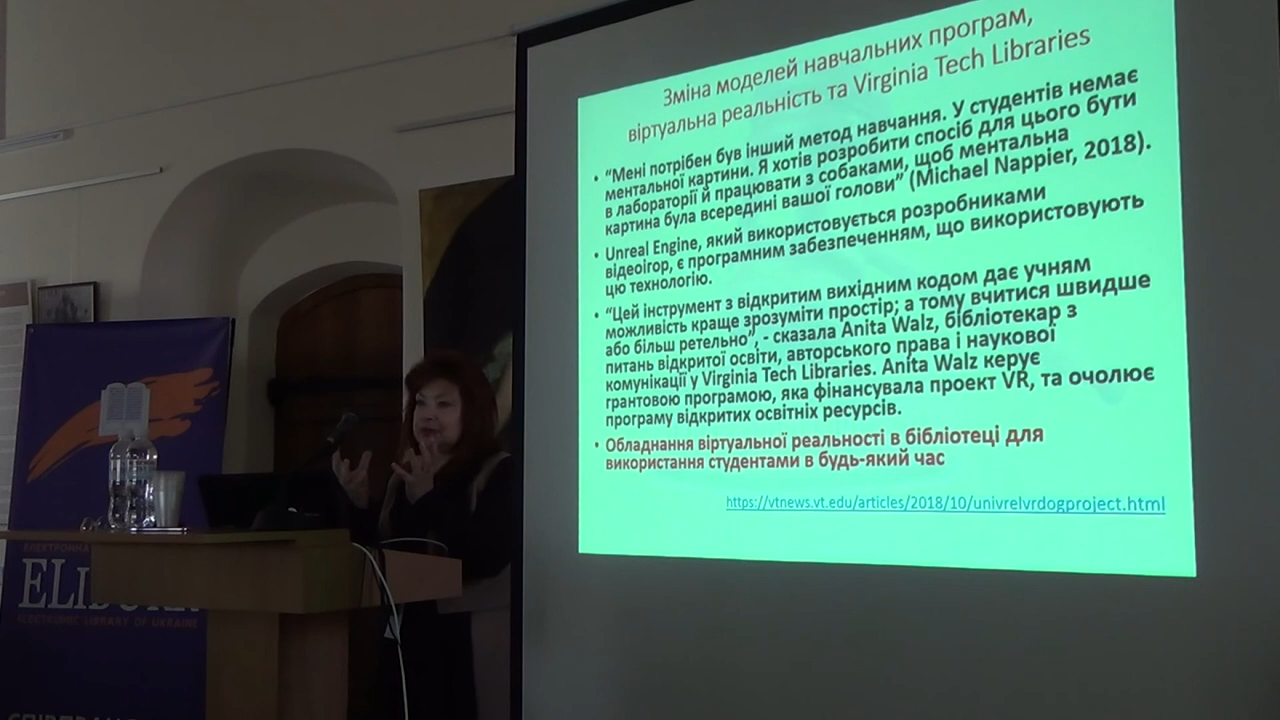 Зміна моделей навчальних програм,
віртуальна реальність та Virginia Tech Libraries
• “Мені потрібен був інший метод навчання. У студентів немає
ментальної картини. Я хотів розробити спосіб для цього бути
в лабораторії й працювати з собаками, щоб ментальна
картина була всередині вашої голови” (Michael Nappier, 2018).
• Unreal Engine, який використовується розробниками
відеоігор, є програмним забезпеченням, що використовують
цю технологію.
• “Цей інструмент з відкритим вихідним кодом дає учням
можливість краще зрозуміти простір; а тому вчитися швидше
або більш ретельно”, - сказала Anita Walz, бібліотекар з
питань відкритої освіти, авторського права і наукової
комунікації у Virginia Tech Libraries. Anita Walz керує
грантовою програмою, яка фінансувала проект VR, та очолює
програму відкритих освітніх ресурсів.
• Обладнання віртуальної реальності в бібліотеці для
використання студентами в будь-який час
https://vtnews.vt.edu/articles/2018/10/univrelvrdogproject.html
ЕЛЕКТРОННА
ELECTRONIC LIBRARY OF UKRAINE